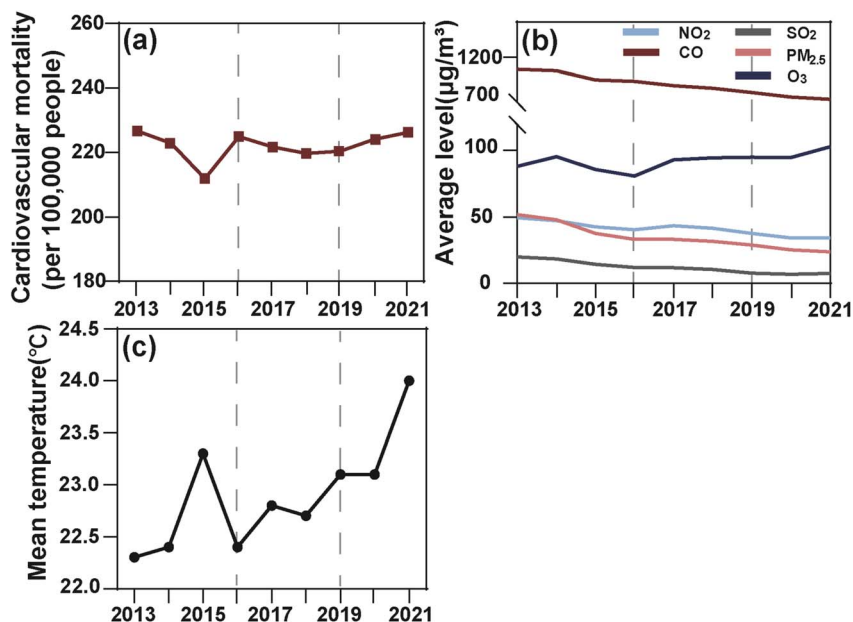 (a)
Cardiovascular mortality
(per 100,000 people)
260
240
220
200
180
2013
2015
2017
2019
2021
(b)
NO₂
SO₂
CO
PM₂.₅
O₃
Average level(μg/m³)
1200
700
100
50
0
2013
2015
2017
2019
2021
(c)
Mean temperature(℃)
24.5
24.0
23.5
23.0
22.5
22.0
2013
2015
2017
2019
2021